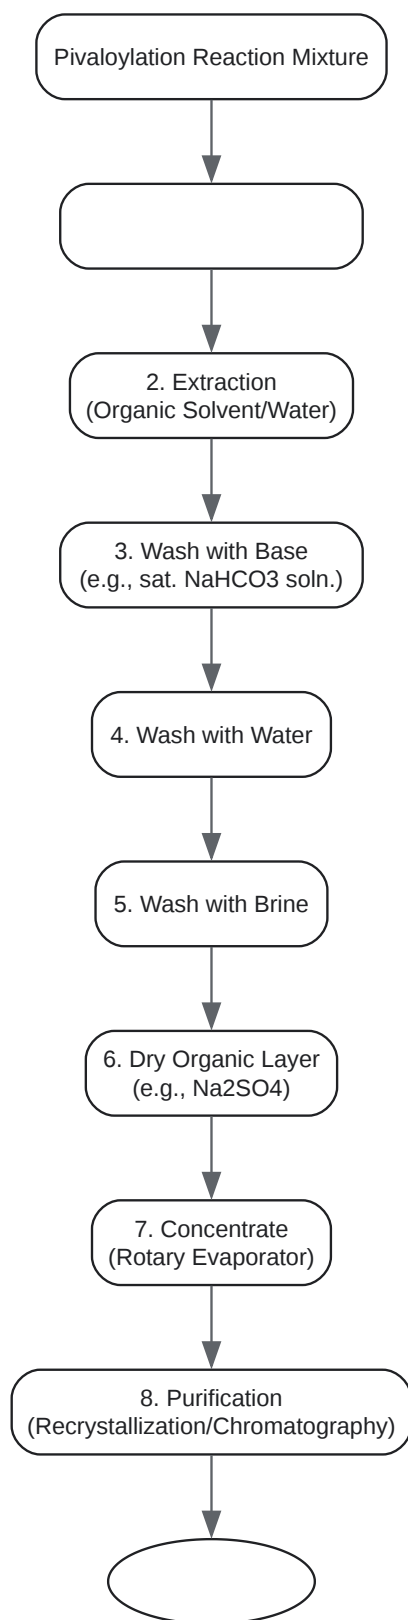 Pivaloylation Reaction Mixture
2. Extraction
(Organic Solvent/Water)
3. Wash with Base
(e.g., sat. NaHCO3 soln.)
4. Wash with Water
5. Wash with Brine
6. Dry Organic Layer
(e.g., Na2SO4)
7. Concentrate
(Rotary Evaporator)
8. Purification
(Recrystallization/Chromatography)